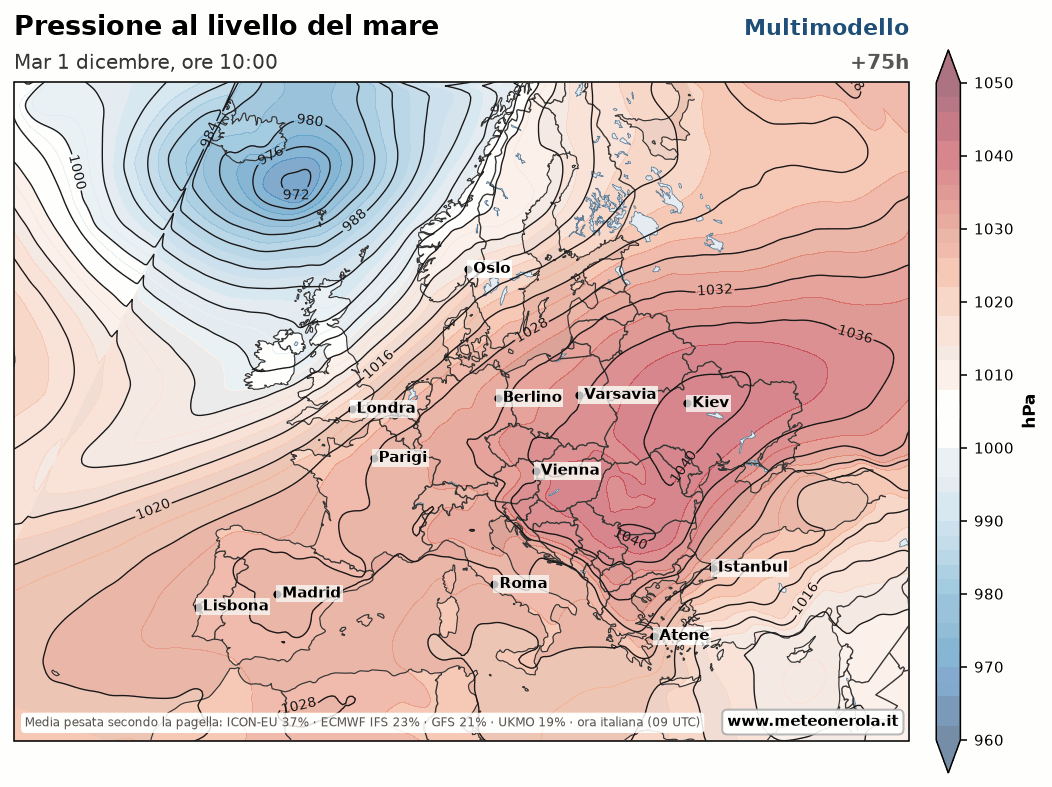 Pressione al livello del mare
Multimodello
Mar 1 dicembre, ore 10:00
+75h
984
980
976
972
988
1000
Oslo
1032
1028
1036
1016
Londra
Berlino
Varsavia
Kiev
Parigi
Vienna
1040
1040
1020
Istanbul
Madrid
Roma
Lisbona
1016
Atene
1028
Media pesata secondo la pagella: ICON-EU 37% · ECMWF IFS 23% · GFS 21% · UKMO 19% · ora italiana (09 UTC)
www.meteonerola.it
1050
1040
1030
1020
1010
1000
990
980
970
960
hPa